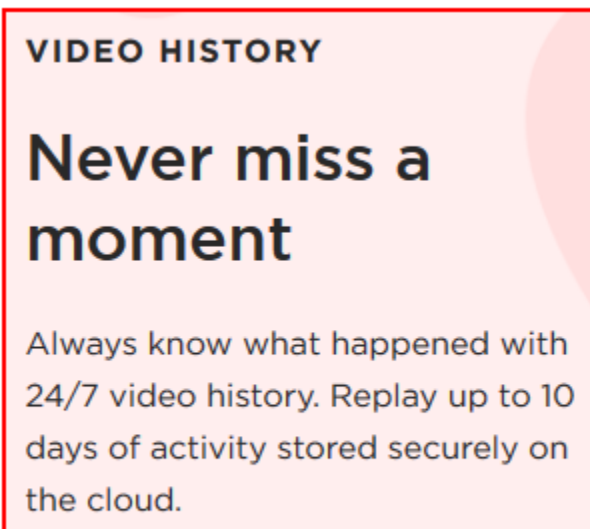 VIDEO HISTORY
Never miss a
moment
Always know what happened with
24/7 video history. Replay up to 10
days of activity stored securely on
the cloud.